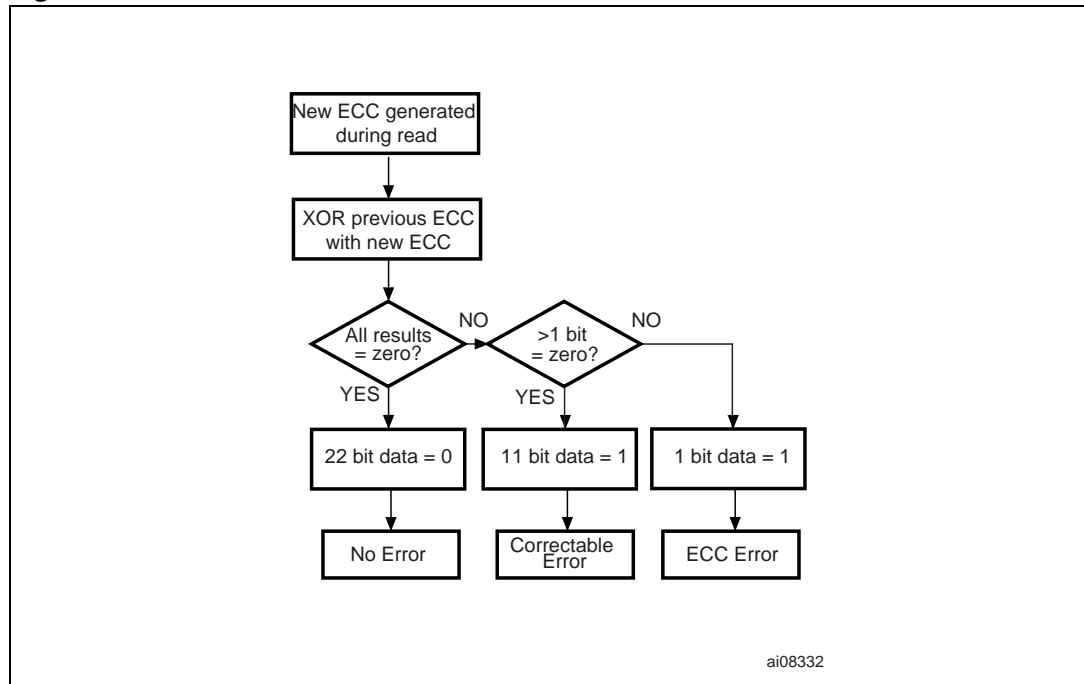 New ECC generated
during read
XOR previous ECC
with new ECC
All results
= zero?
NO
>1 bit
= zero?
NO
YES
YES
22 bit data = 0
11 bit data = 1
1 bit data = 1
No Error
Correctable
Error
ECC Error
ai08332